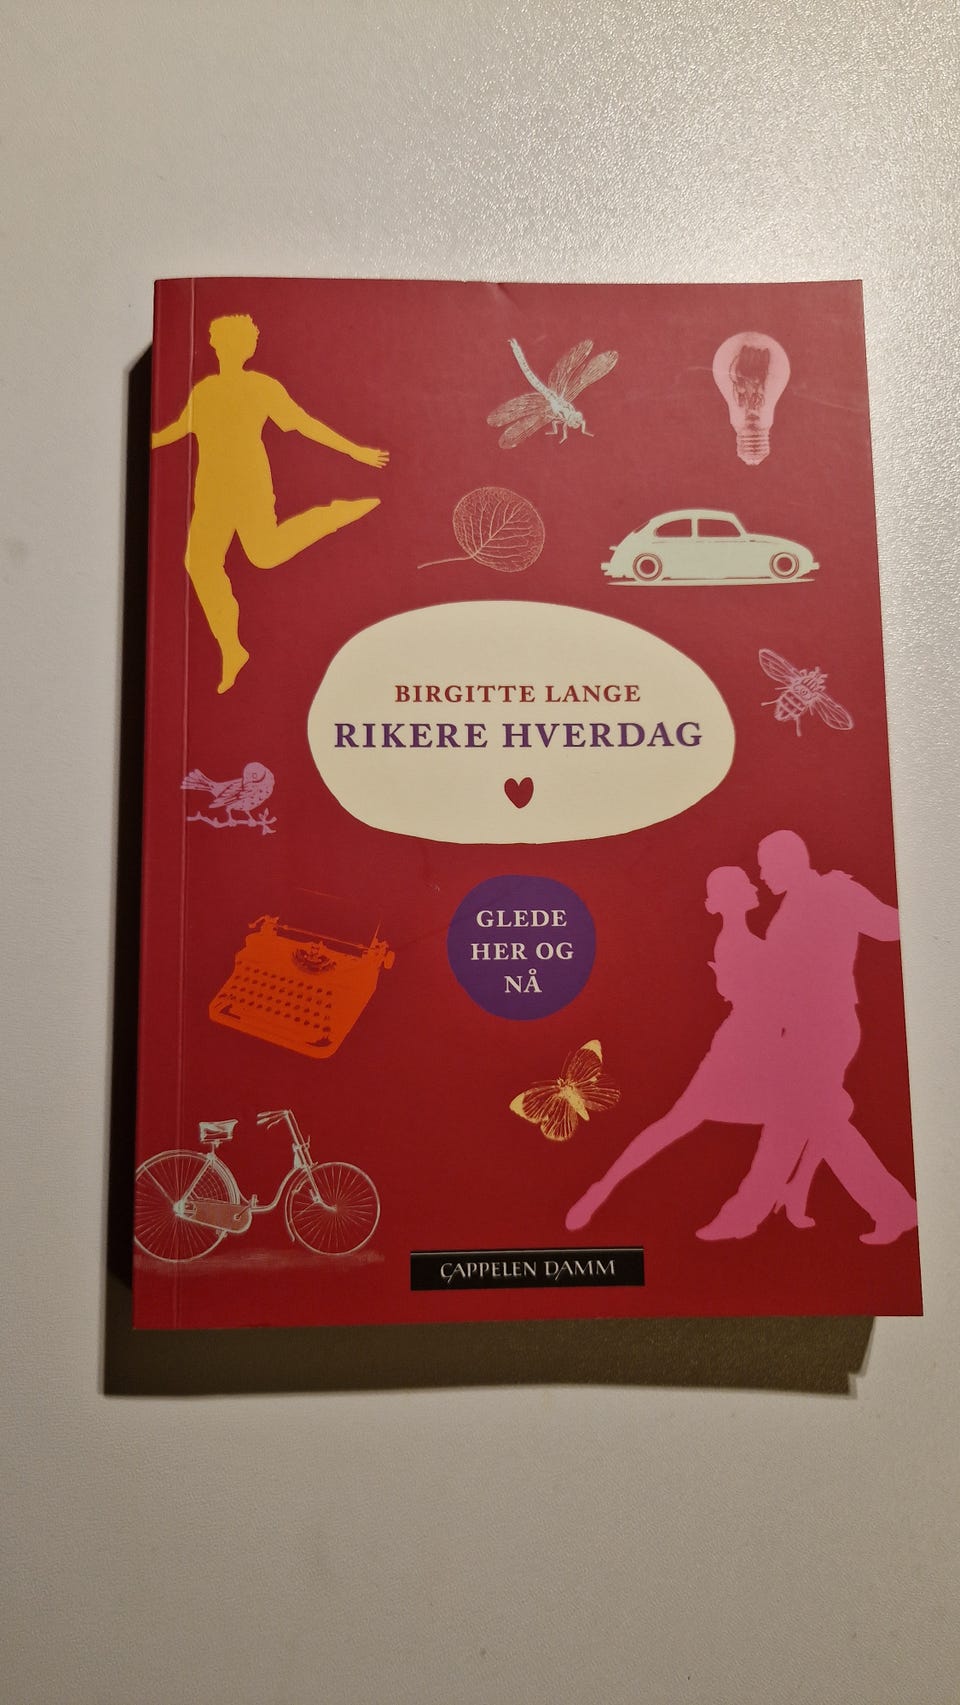 BIRGITTE LANGE
RIKERE HVERDAG
GLEDE
HER OG
NÅ
CAPPELEN DAMM